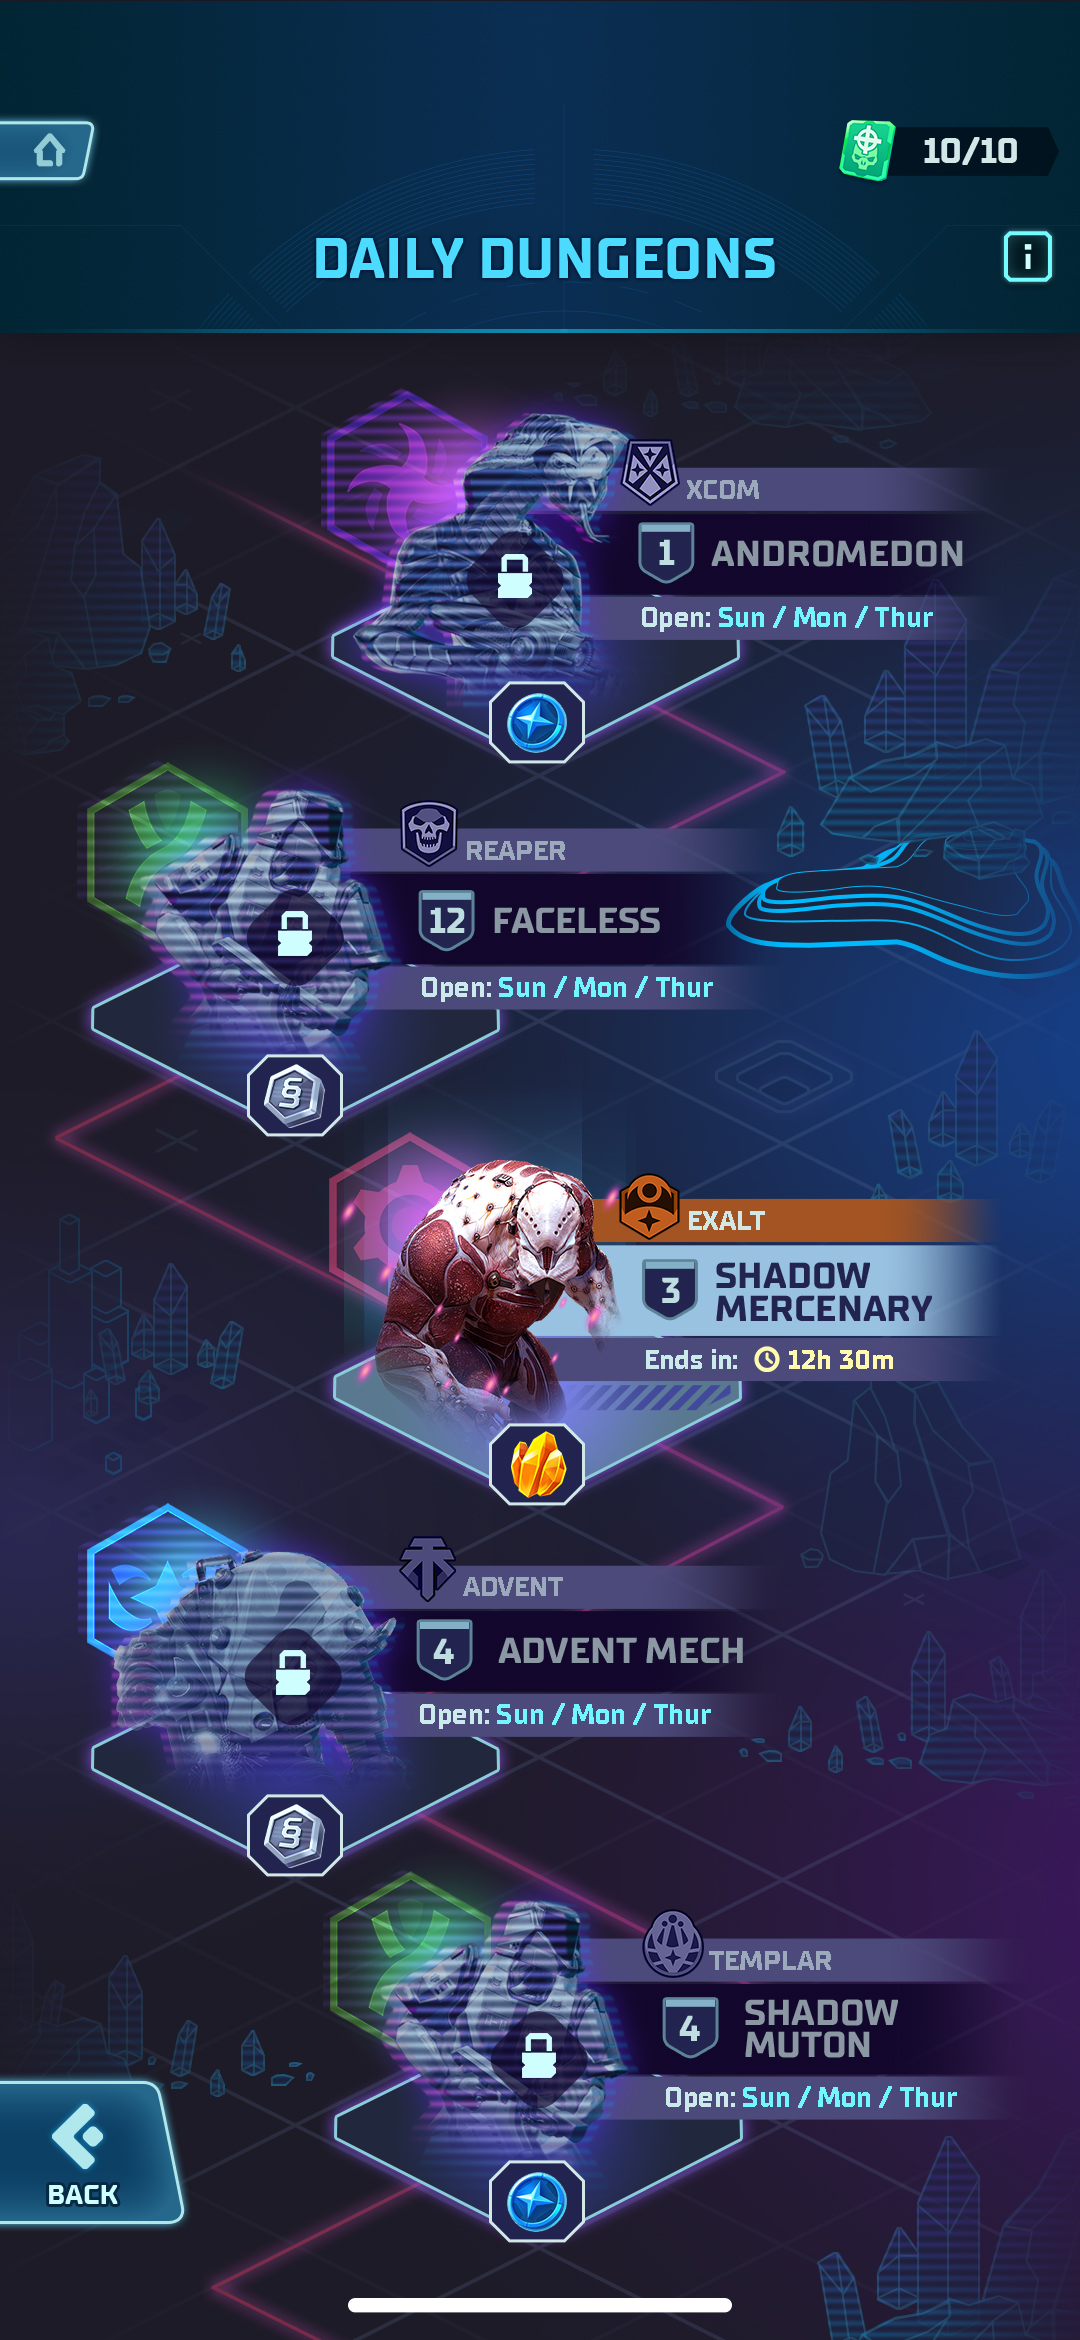 10/10
DAILY DUNGEONS
i
XCOM
1 ANDROMEDON
Open: Sun / Mon / Thur
REAPER
12 FACELESS
Open: Sun / Mon / Thur
§
EXALT
3 SHADOW
MERCENARY
Ends in: 12h 30m
ADVENT
4 ADVENT MECH
Open: Sun / Mon / Thur
§
TEMPLAR
4 SHADOW
MUTON
Open: Sun / Mon / Thur
BACK